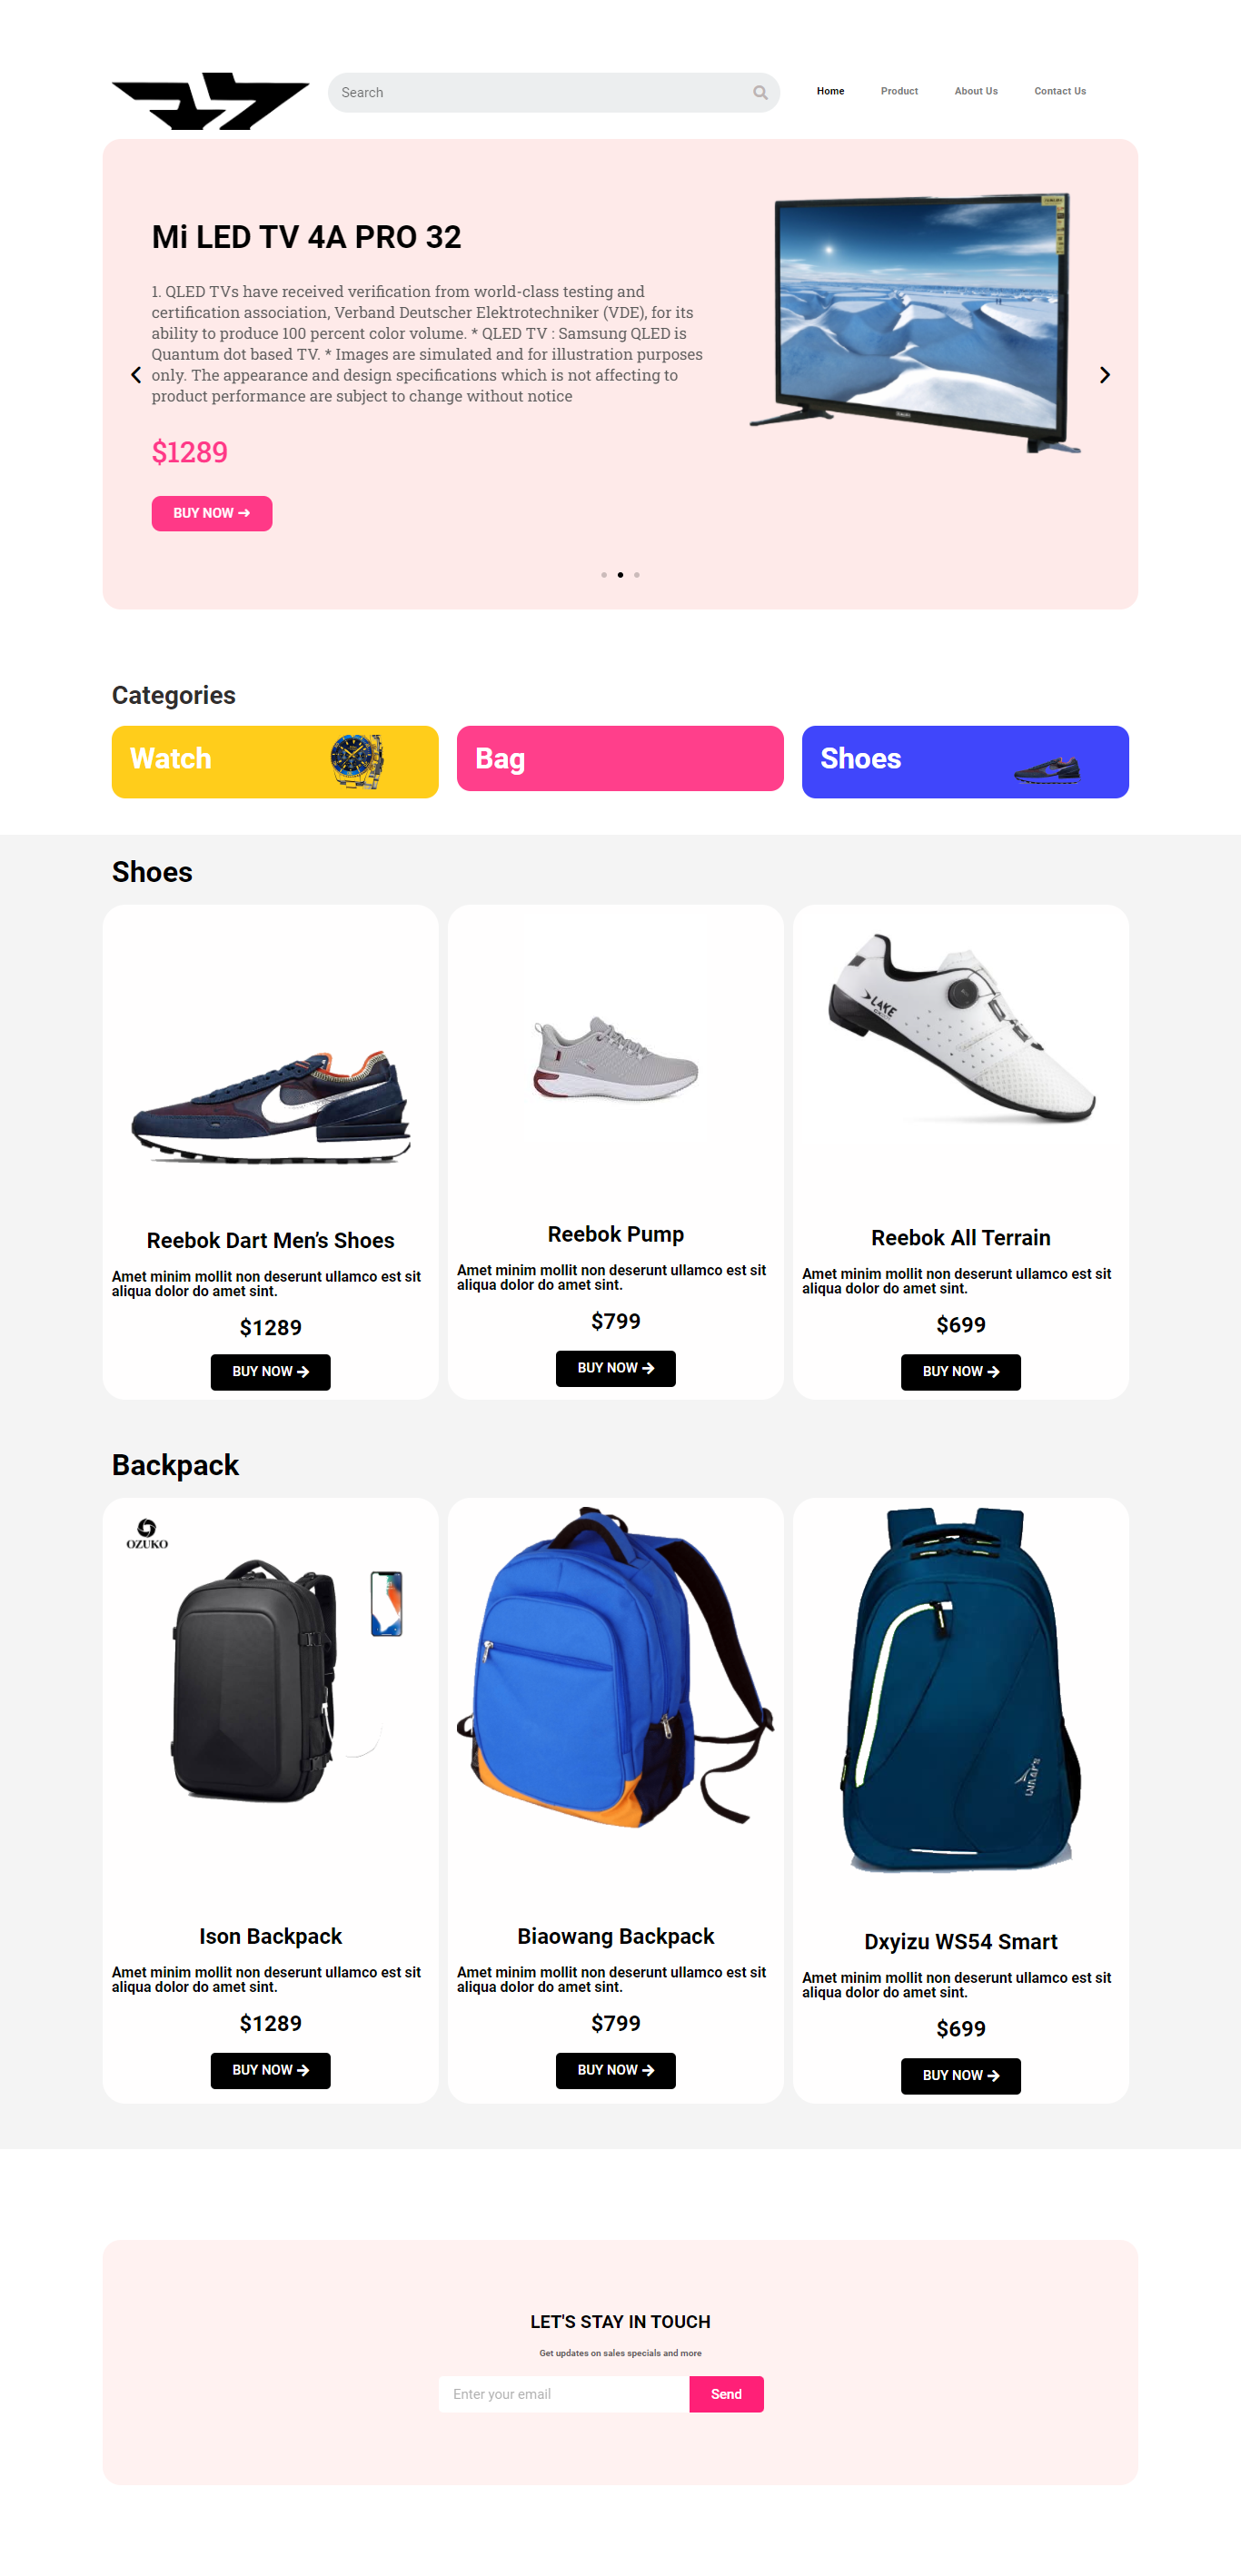 Search
Home
Product
About Us
Contact Us
Mi LED TV 4A PRO 32
1. QLED TVs have received verification from world-class testing and
certification association, Verband Deutscher Elektrotechniker (VDE), for its
ability to produce 100 percent color volume. * QLED TV : Samsung QLED is
Quantum dot based TV. * Images are simulated and for illustration purposes
only. The appearance and design specifications which is not affecting to
product performance are subject to change without notice
$1289
BUY NOW
Categories
Watch
Bag
Shoes
Shoes
LAKE
Reebok Dart Men’s Shoes
Amet minim mollit non deserunt ullamco est sit
aliqua dolor do amet sint.
$1289
BUY NOW
Reebok Pump
Amet minim mollit non deserunt ullamco est sit
aliqua dolor do amet sint.
$799
BUY NOW
Reebok All Terrain
Amet minim mollit non deserunt ullamco est sit
aliqua dolor do amet sint.
$699
BUY NOW
Backpack
OZUKO
Ison Backpack
Amet minim mollit non deserunt ullamco est sit
aliqua dolor do amet sint.
$1289
BUY NOW
Biaowang Backpack
Amet minim mollit non deserunt ullamco est sit
aliqua dolor do amet sint.
$799
BUY NOW
Dxyizu WS54 Smart
Amet minim mollit non deserunt ullamco est sit
aliqua dolor do amet sint.
$699
BUY NOW
LET'S STAY IN TOUCH
Get updates on sales specials and more
Enter your email
Send